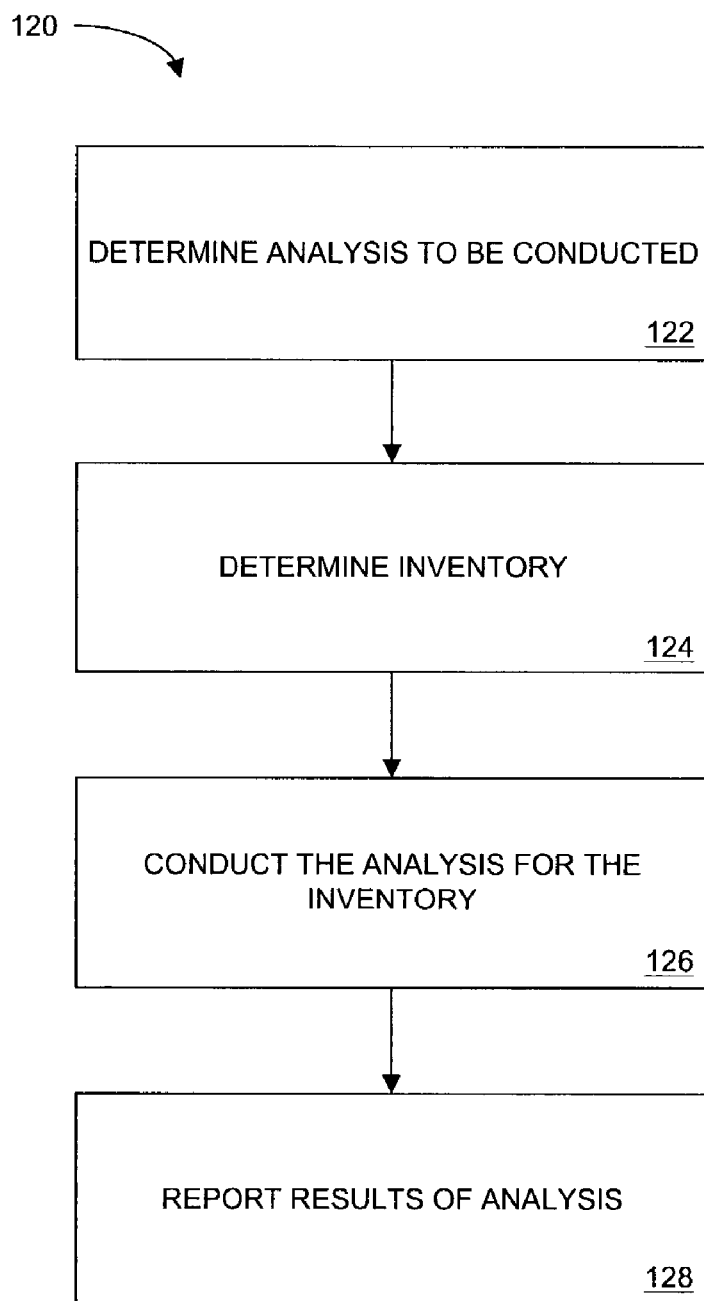 120
DETERMINE ANALYSIS TO BE CONDUCTED
122
DETERMINE INVENTORY
124
CONDUCT THE ANALYSIS FOR THE
INVENTORY
126
REPORT RESULTS OF ANALYSIS
128